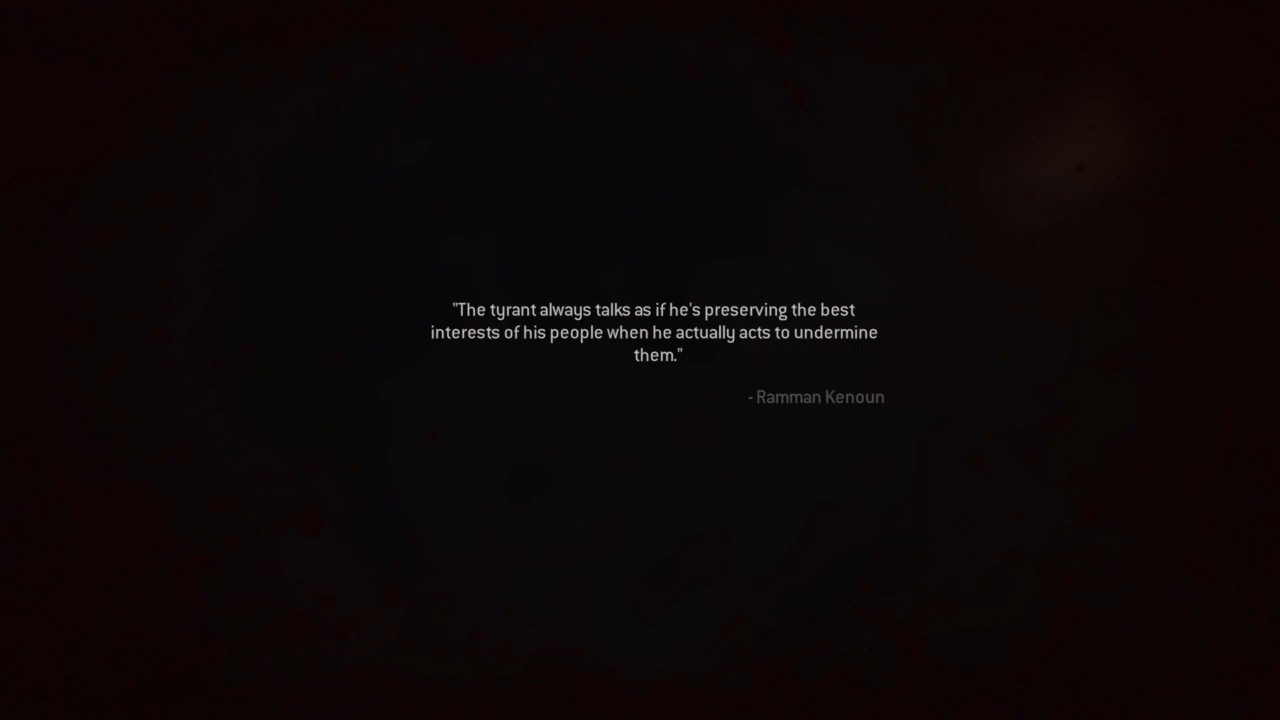 "The tyrant always talks as if he's preserving the best
interests of his people when he actually acts to undermine
them."
- Ramman Kenoun